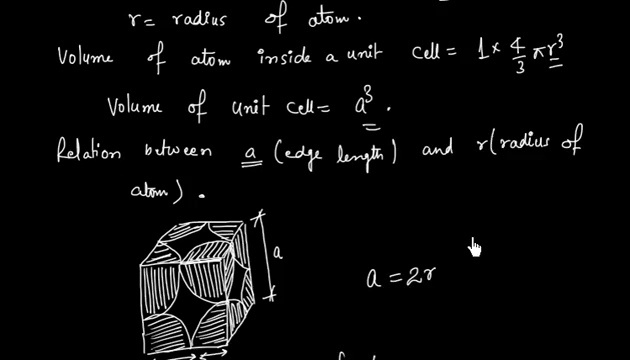 r = radius of atom.
Volume of atom inside a unit cell = 1 × 4/3 πr³
Volume of unit cell = a³.
Relation between a (edge length) and r (radius of
atom).
a
a = 2r